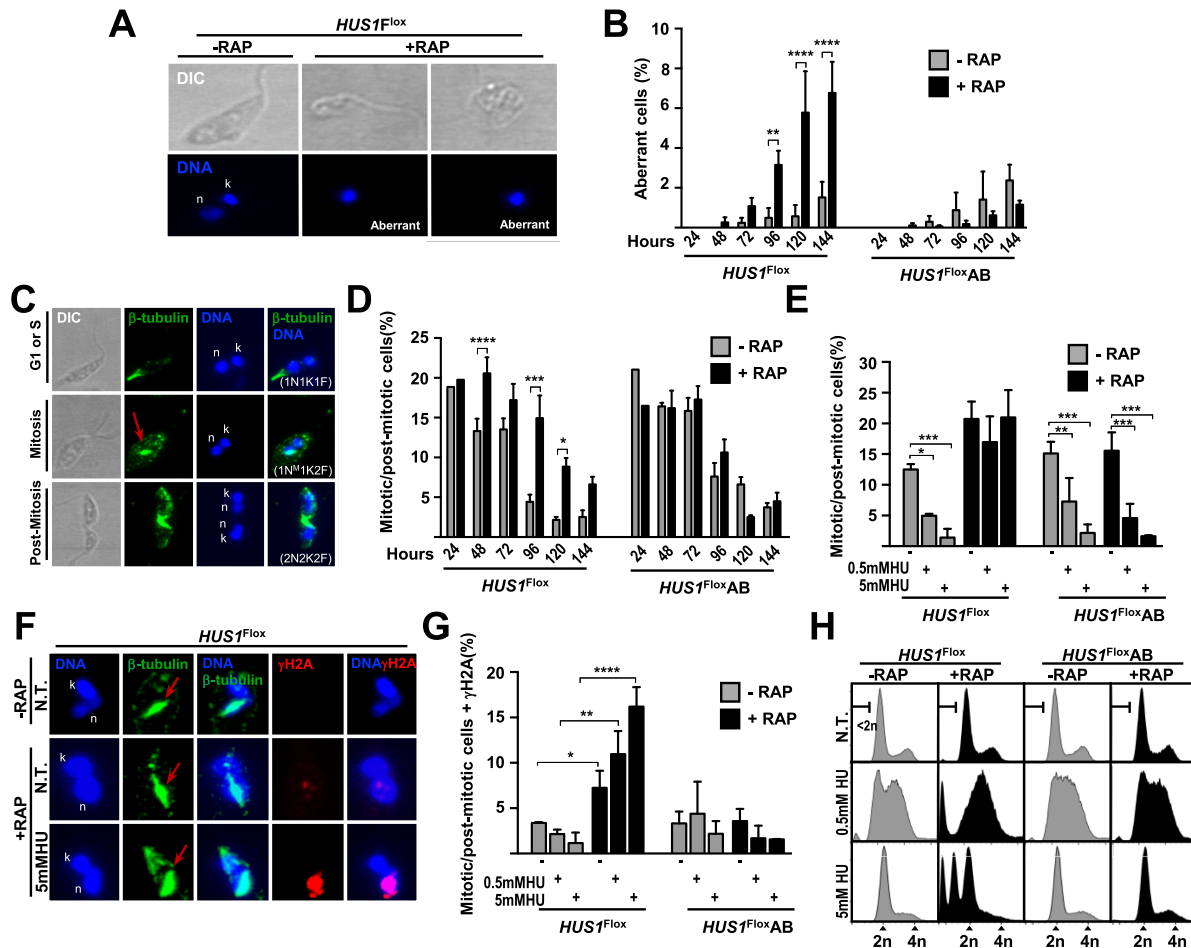 A
HUS1Flox
-RAP +RAP
DIC
DNA
n k
Aberrant
Aberrant
B
Aberrant cells (%)
10
8
6
4
2
** **** ****
- RAP
+ RAP
Hours 24 48 72 96 120 144 24 48 72 96 120 144
HUS1Flox HUS1FloxAB
C
DIC β-tubulin DNA β-tubulin
DNA
G1 or S
n k
(1N1K1F)
Mitosis
n k
(1NM1K2F)
Post-Mitosis
k
n
n
k
(2N2K2F)
D
Mitotic/post-mitotic cells(%)
25
20
15
10
5
**** *** *
- RAP
+ RAP
Hours 24 48 72 96 120 144 24 48 72 96 120 144
HUS1Flox HUS1FloxAB
E
Mitotic/post-mitotic cells(%)
30
25
20
15
10
5
*** * *** ** *** ***
- RAP
+ RAP
- - - -
0.5mMHU + + + +
5mMHU + + + +
HUS1Flox HUS1FloxAB
F
HUS1Flox
DNA β-tubulin DNA β-tubulin γH2A DNAγH2A
-RAP
N.T.
k
n
+RAP
N.T.
k
n
5mMHU
k
n
G
Mitotic/post-mitotic cells + γH2A(%)
20
15
10
5
0
**** ** *
- RAP
+ RAP
- - - -
0.5mMHU + + + +
5mMHU + + + +
HUS1Flox HUS1FloxAB
H
HUS1Flox HUS1FloxAB
-RAP +RAP -RAP +RAP
N.T.
<2n
0.5mM HU
5mM HU
2n 4n 2n 4n 2n 4n 2n 4n